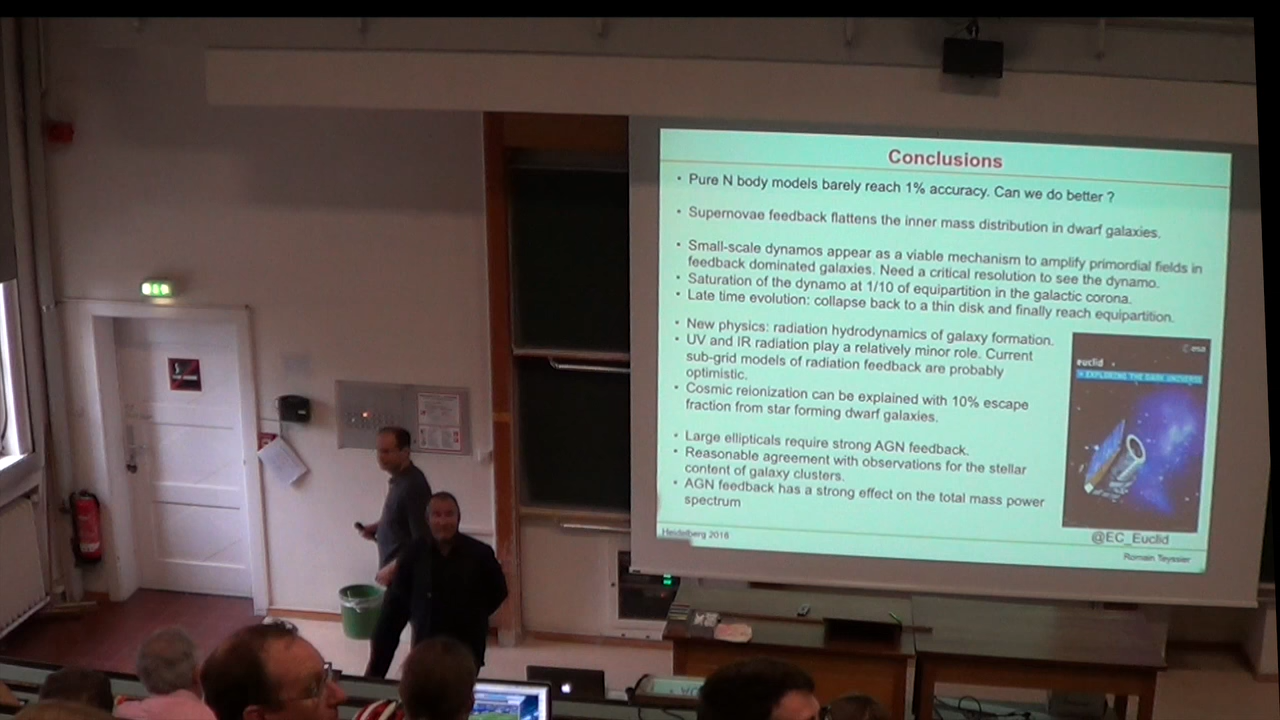 Conclusions
• Pure N body models barely reach 1% accuracy. Can we do better ?
• Supernovae feedback flattens the inner mass distribution in dwarf galaxies.
• Small-scale dynamos appear as a viable mechanism to amplify primordial fields in
feedback dominated galaxies. Need a critical resolution to see the dynamo.
• Saturation of the dynamo at 1/10 of equipartition in the galactic corona.
• Late time evolution: collapse back to a thin disk and finally reach equipartition.
• New physics: radiation hydrodynamics of galaxy formation.
• UV and IR radiation play a relatively minor role. Current
sub-grid models of radiation feedback are probably
optimistic.
• Cosmic reionization can be explained with 10% escape
fraction from star forming dwarf galaxies.
• Large ellipticals require strong AGN feedback.
• Reasonable agreement with observations for the stellar
content of galaxy clusters.
• AGN feedback has a strong effect on the total mass power
spectrum
esa
euclid
EXPLORING THE DARK UNIVERSE
@EC_Euclid
Heidelberg 2016
Romain Teyssier